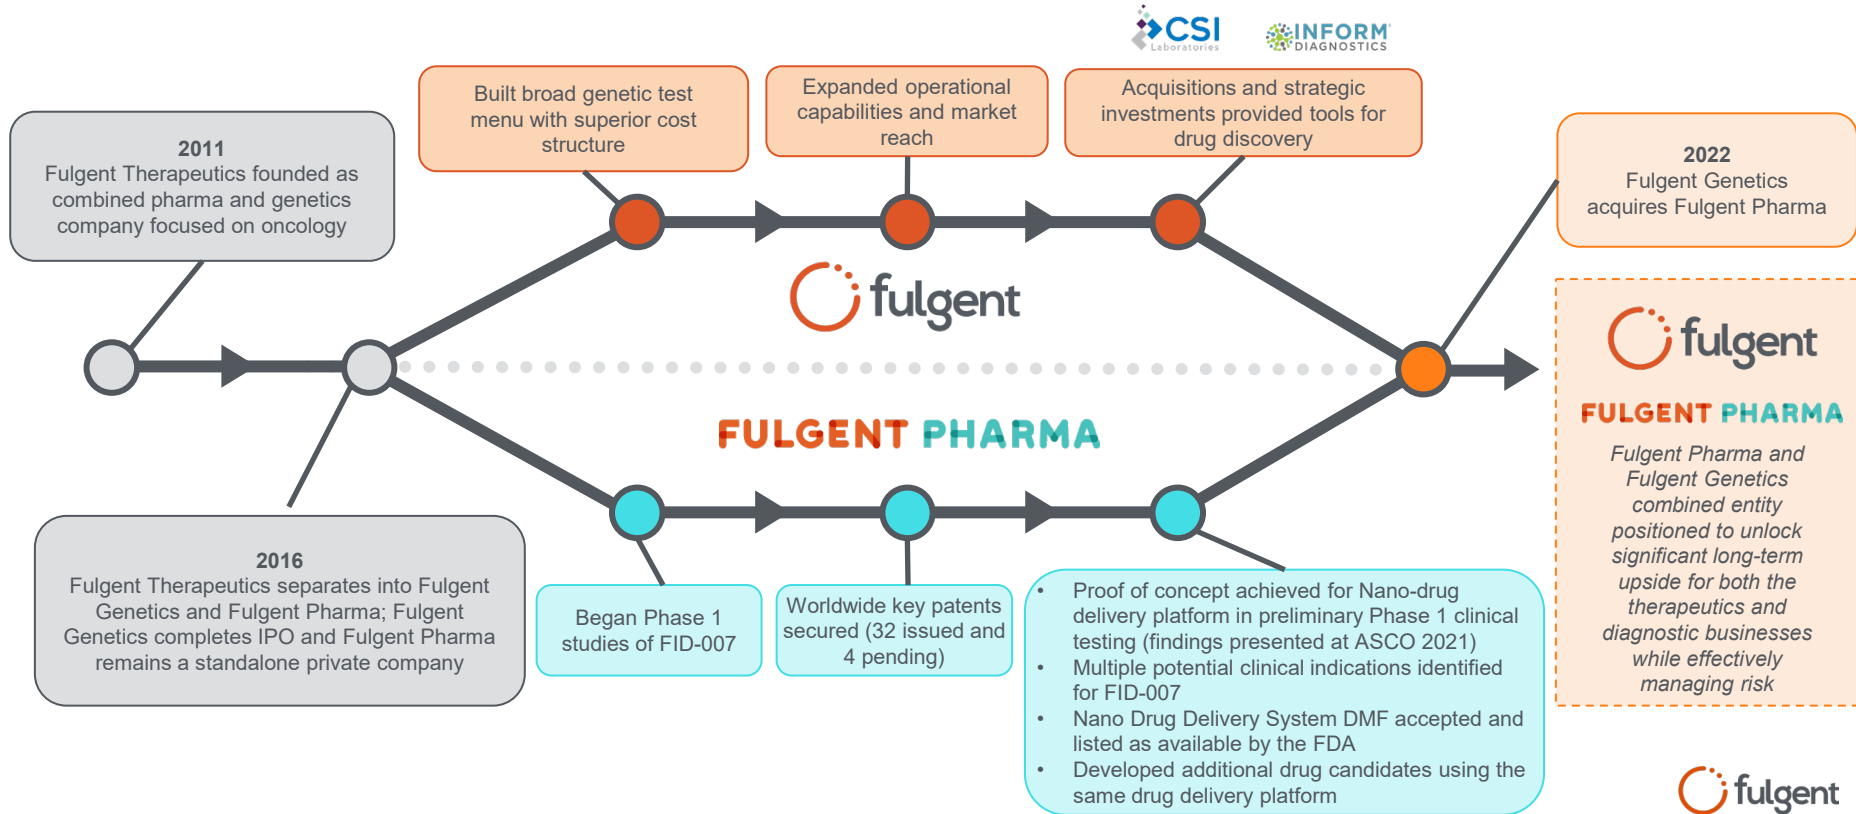 CSI
Laboratories
INFORM
DIAGNOSTICS
2011
Fulgent Therapeutics founded as
combined pharma and genetics
company focused on oncology
Built broad genetic test
menu with superior cost
structure
Expanded operational
capabilities and market
reach
Acquisitions and strategic
investments provided tools for
drug discovery
2022
Fulgent Genetics
acquires Fulgent Pharma
fulgent
FULGENT PHARMA
2016
Fulgent Therapeutics separates into Fulgent
Genetics and Fulgent Pharma; Fulgent
Genetics completes IPO and Fulgent Pharma
remains a standalone private company
Began Phase 1
studies of FID-007
Worldwide key patents
secured (32 issued and
4 pending)
• Proof of concept achieved for Nano-drug
delivery platform in preliminary Phase 1 clinical
testing (findings presented at ASCO 2021)
• Multiple potential clinical indications identified
for FID-007
• Nano Drug Delivery System DMF accepted and
listed as available by the FDA
• Developed additional drug candidates using the
same drug delivery platform
fulgent
FULGENT PHARMA
Fulgent Pharma and
Fulgent Genetics
combined entity
positioned to unlock
significant long-term
upside for both the
therapeutics and
diagnostic businesses
while effectively
managing risk
fulgent